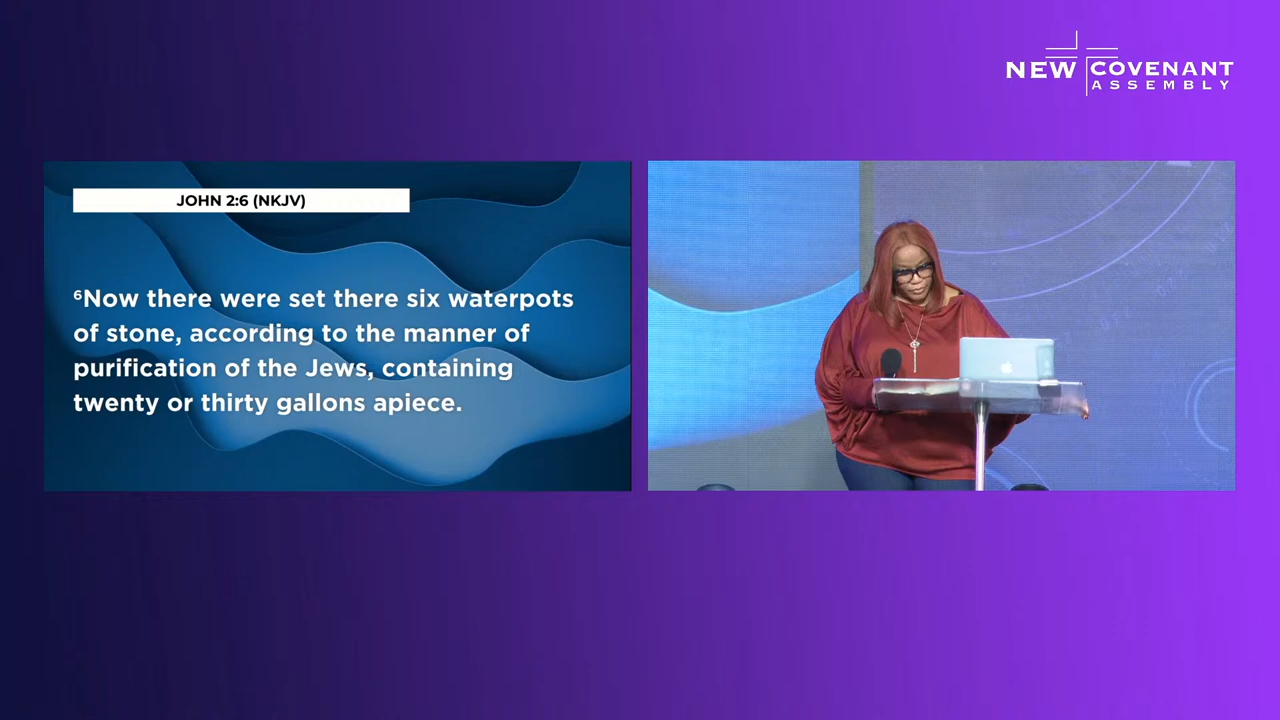 NEW COVENANT
ASSEMBLY
JOHN 2:6 (NKJV)
⁶Now there were set there six waterpots
of stone, according to the manner of
purification of the Jews, containing
twenty or thirty gallons apiece.